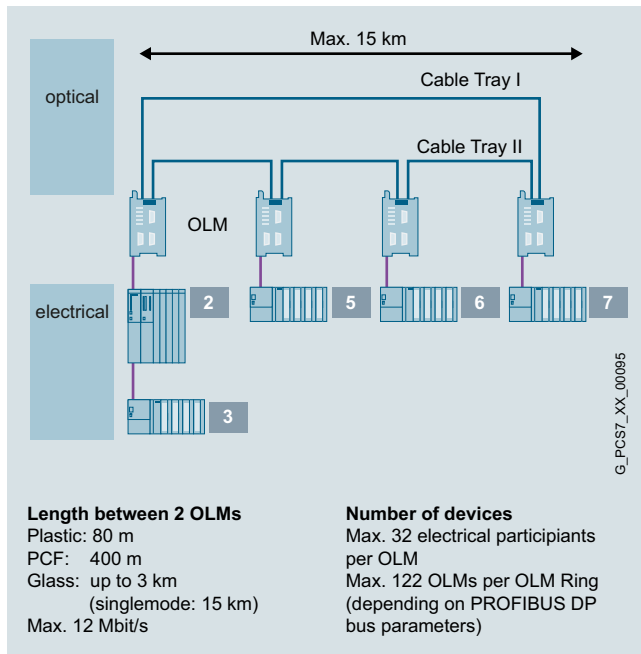 Max. 15 km
optical
Cable Tray I
Cable Tray II
OLM
electrical
2
5
6
7
3
G_PCS7_XX_00095
Length between 2 OLMs
Plastic: 80 m
PCF: 400 m
Glass: up to 3 km
(singlemode: 15 km)
Max. 12 Mbit/s
Number of devices
Max. 32 electrical participiants
per OLM
Max. 122 OLMs per OLM Ring
(depending on PROFIBUS DP
bus parameters)